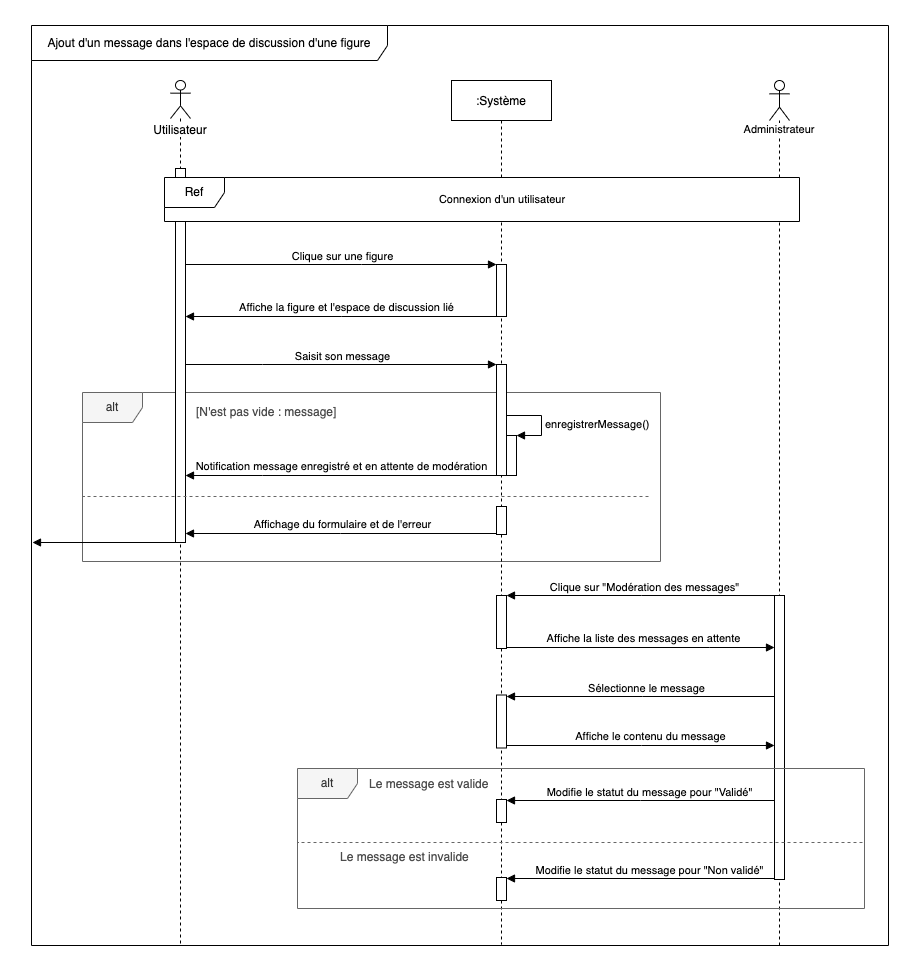 Ajout d'un message dans l'espace de discussion d'une figure
Utilisateur
:Système
Administrateur
Ref
Connexion d'un utilisateur
Clique sur une figure
Affiche la figure et l'espace de discussion lié
Saisit son message
alt
[N'est pas vide : message]
enregistrerMessage()
Notification message enregistré et en attente de modération
Affichage du formulaire et de l'erreur
Clique sur "Modération des messages"
Affiche la liste des messages en attente
Sélectionne le message
Affiche le contenu du message
alt
Le message est valide
Modifie le statut du message pour "Validé"
Le message est invalide
Modifie le statut du message pour "Non validé"